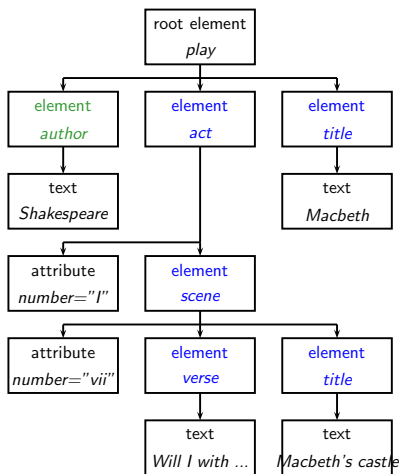 root element
play
element
author
element
act
element
title
text
Shakespeare
text
Macbeth
attribute
number="I"
element
scene
attribute
number="vii"
element
verse
element
title
text
Will I with ...
text
Macbeth's castle